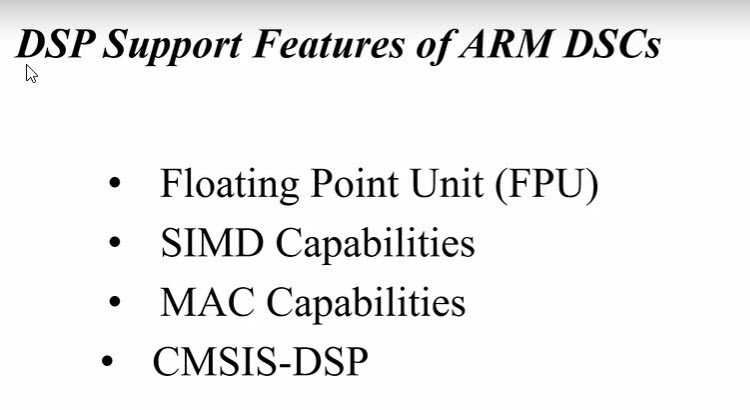 DSP Support Features of ARM DSCs
• Floating Point Unit (FPU)
• SIMD Capabilities
• MAC Capabilities
• CMSIS-DSP